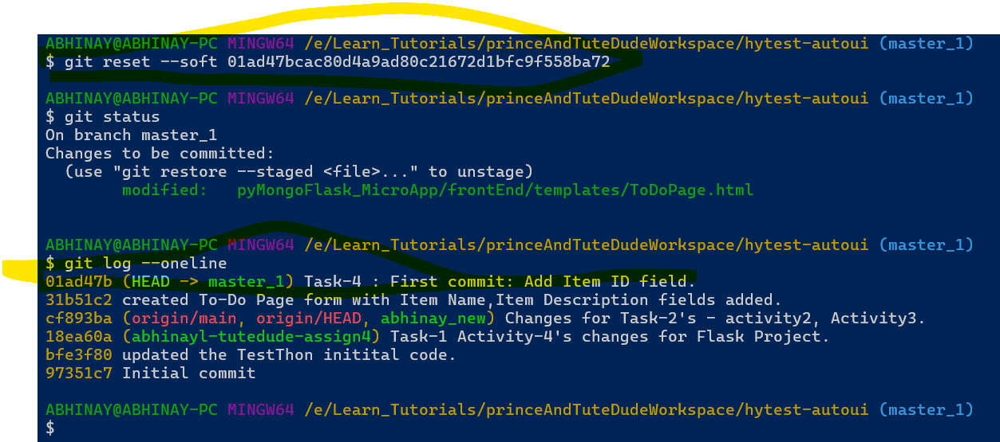 ABHINAY@ABHINAY-PC MINGW64 /e/Learn_Tutorials/princeAndTuteDudeWorkspace/hytest-autoui (master_1)
$ git reset --soft 01ad47bcac80d4a9ad80c21672d1bfc9f558ba72
ABHINAY@ABHINAY-PC MINGW64 /e/Learn_Tutorials/princeAndTuteDudeWorkspace/hytest-autoui (master_1)
$ git status
On branch master_1
Changes to be committed:
  (use "git restore --staged <file>..." to unstage)
        modified:   pyMongoFlask_MicroApp/frontEnd/templates/ToDoPage.html
ABHINAY@ABHINAY-PC MINGW64 /e/Learn_Tutorials/princeAndTuteDudeWorkspace/hytest-autoui (master_1)
$ git log --oneline
01ad47b (HEAD -> master_1) Task-4 : First commit: Add Item ID field.
31b51c2 created To-Do Page form with Item Name,Item Description fields added.
cf893ba (origin/main, origin/HEAD, abhinay_new) Changes for Task-2's - activity2, Activity3.
18ea60a (abhinayl-tutedude-assign4) Task-1 Activity-4's changes for Flask Project.
bfe3f80 updated the TestThon initital code.
97351c7 Initial commit
ABHINAY@ABHINAY-PC MINGW64 /e/Learn_Tutorials/princeAndTuteDudeWorkspace/hytest-autoui (master_1)
$